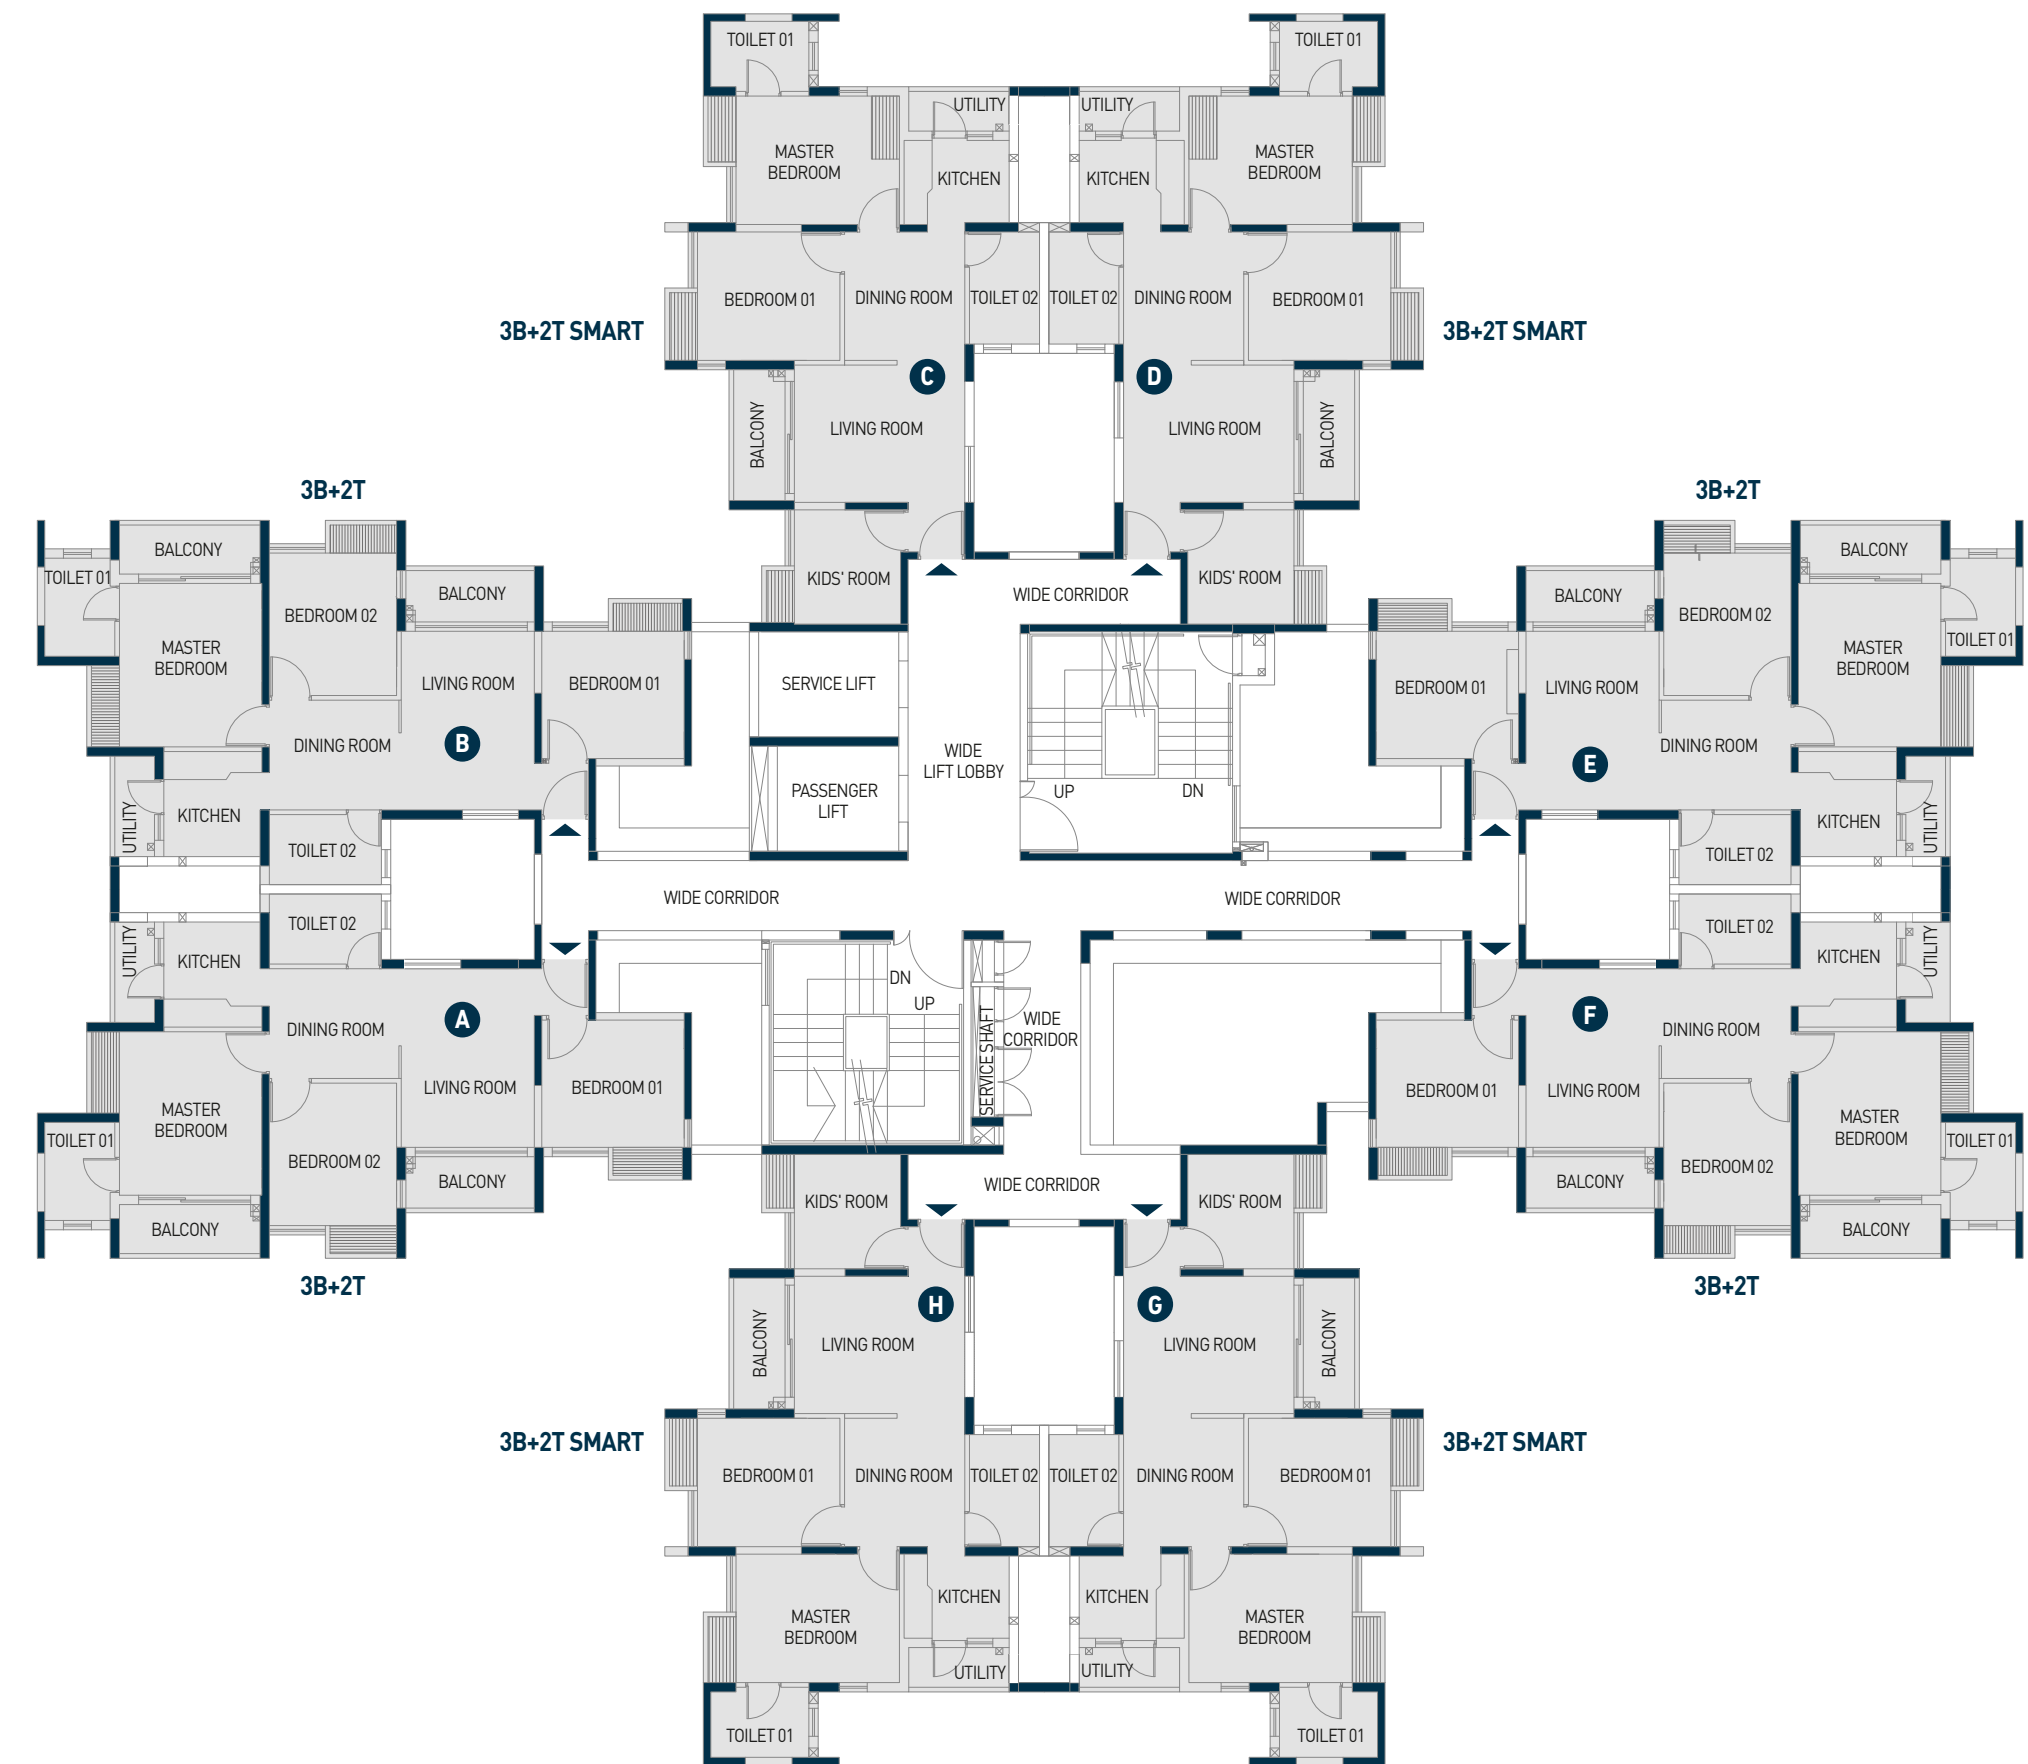 TOILET 01
TOILET 01
UTILITY
UTILITY
MASTER
BEDROOM
KITCHEN
KITCHEN
MASTER
BEDROOM
BEDROOM 01
DINING ROOM
TOILET 02
TOILET 02
DINING ROOM
BEDROOM 01
3B+2T SMART
3B+2T SMART
C
D
BALCONY
LIVING ROOM
LIVING ROOM
BALCONY
KIDS' ROOM
KIDS' ROOM
WIDE CORRIDOR
3B+2T
3B+2T
BALCONY
TOILET 01
BEDROOM 02
BALCONY
MASTER
BEDROOM
LIVING ROOM
BEDROOM 01
DINING ROOM
B
KITCHEN
UTILITY
TOILET 02
SERVICE LIFT
PASSENGER
LIFT
WIDE
LIFT LOBBY
UP
DN
BALCONY
BALCONY
BEDROOM 02
TOILET 01
MASTER
BEDROOM
BEDROOM 01
LIVING ROOM
DINING ROOM
E
KITCHEN
UTILITY
TOILET 02
WIDE CORRIDOR
WIDE CORRIDOR
TOILET 02
UTILITY
KITCHEN
DINING ROOM
A
LIVING ROOM
BEDROOM 01
MASTER
BEDROOM
TOILET 01
BEDROOM 02
BALCONY
BALCONY
3B+2T
DN
UP
SERVICE SHAFT
WIDE
CORRIDOR
TOILET 02
KITCHEN
UTILITY
F
DINING ROOM
BEDROOM 01
LIVING ROOM
MASTER
BEDROOM
TOILET 01
BEDROOM 02
BALCONY
BALCONY
3B+2T
WIDE CORRIDOR
KIDS' ROOM
KIDS' ROOM
H
G
BALCONY
LIVING ROOM
LIVING ROOM
BALCONY
3B+2T SMART
3B+2T SMART
BEDROOM 01
DINING ROOM
TOILET 02
TOILET 02
DINING ROOM
BEDROOM 01
KITCHEN
KITCHEN
MASTER
BEDROOM
MASTER
BEDROOM
UTILITY
UTILITY
TOILET 01
TOILET 01